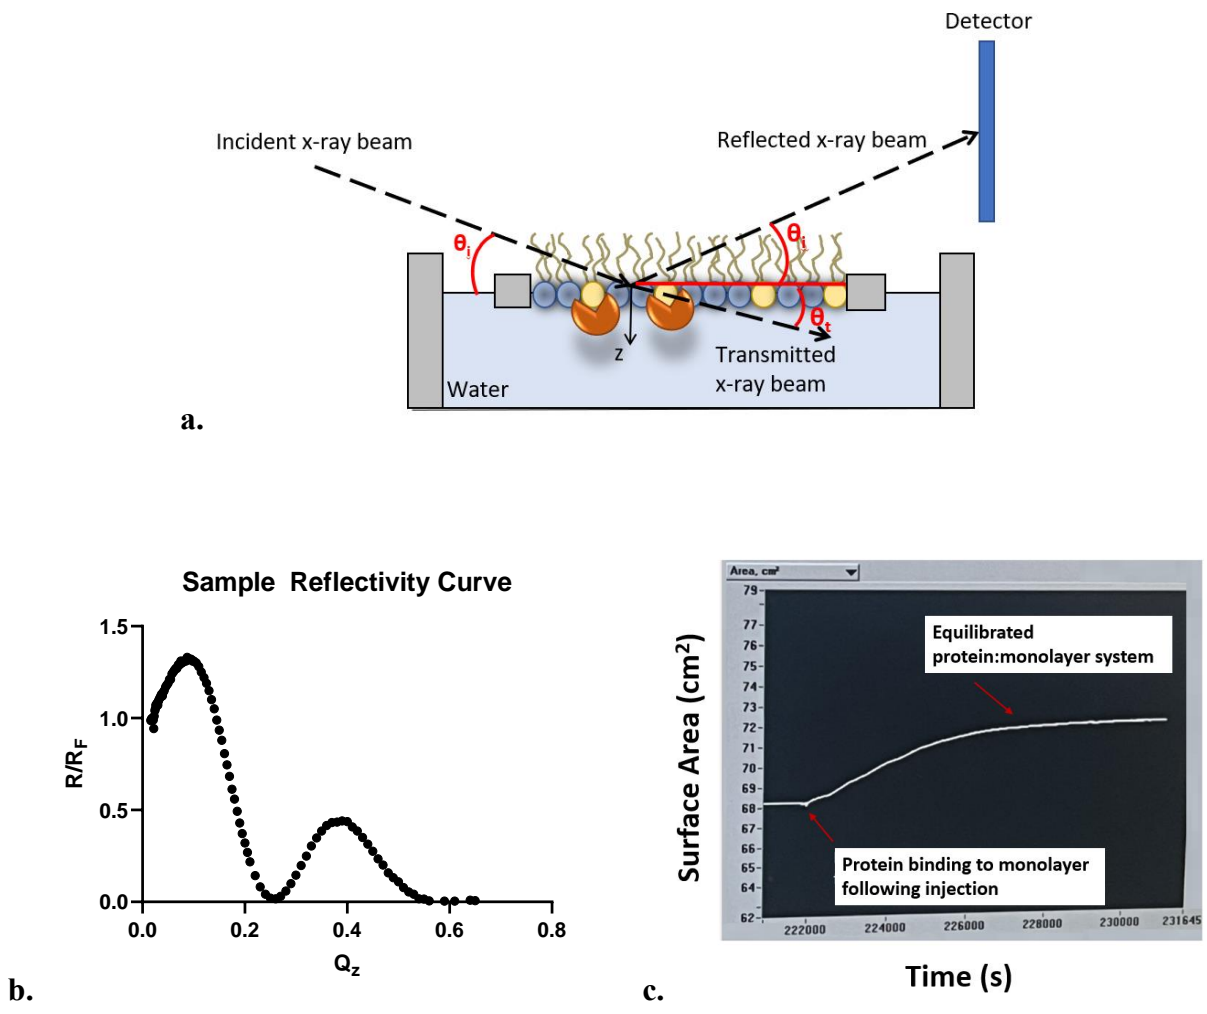 Detector
Incident x-ray beam
Reflected x-ray beam
θi
θi
θt
z
Transmitted
x-ray beam
Water
a.
Sample Reflectivity Curve
1.5
1.0
0.5
0.0
R/RF
0.0
0.2
0.4
0.6
0.8
Qz
b.
Area, cm²
79
77
76
75
74
73
72
71
70
69
68
67
66
65
64
62
Surface Area (cm²)
Equilibrated
protein:monolayer system
Protein binding to monolayer
following injection
222000
224000
226000
228000
230000
231645
Time (s)
c.